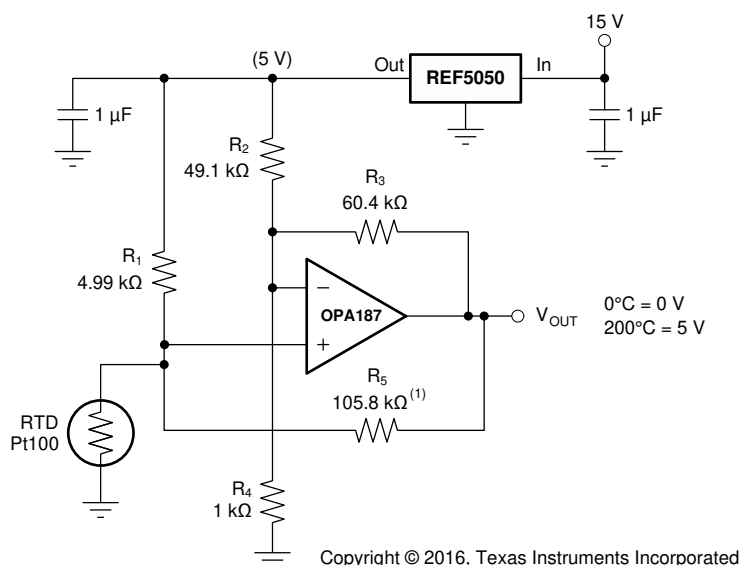 15 V
(5 V)
Out
REF5050
In
1 µF
1 µF
R2
49.1 kΩ
R3
60.4 kΩ
R1
4.99 kΩ
−
OPA187
+
VOUT
0°C = 0 V
200°C = 5 V
R5
105.8 kΩ(1)
RTD
Pt100
R4
1 kΩ
Copyright © 2016, Texas Instruments Incorporated